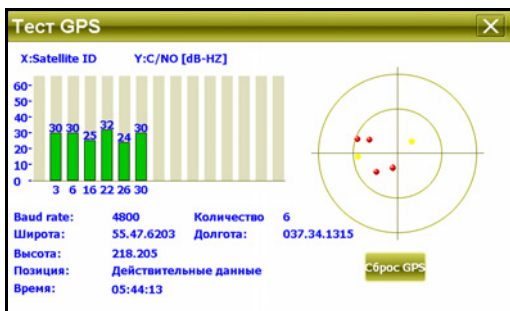 Тест GPS
X:Satellite ID Y:C/NO [dB-HZ]
60-
50-
40-
30-
20-
10-
0 -
30 30 25 32 24 30
3 6 16 22 26 30
Baud rate: 4800 Количество 6
Широта: 55.47.6203 Долгота: 037.34.1315
Высота: 218.205
Позиция: Действительные данные
Время: 05:44:13
Сброс GPS